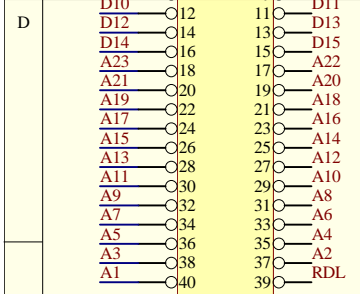 D10 12 11 D11
D D12 14 13 D13
D14 16 15 D15
A23 18 17 A22
A21 20 19 A20
A19 22 21 A18
A17 24 23 A16
A15 26 25 A14
A13 28 27 A12
A11 30 29 A10
A9 32 31 A8
A7 34 33 A6
A5 36 35 A4
A3 38 37 A2
A1 40 39 RDL